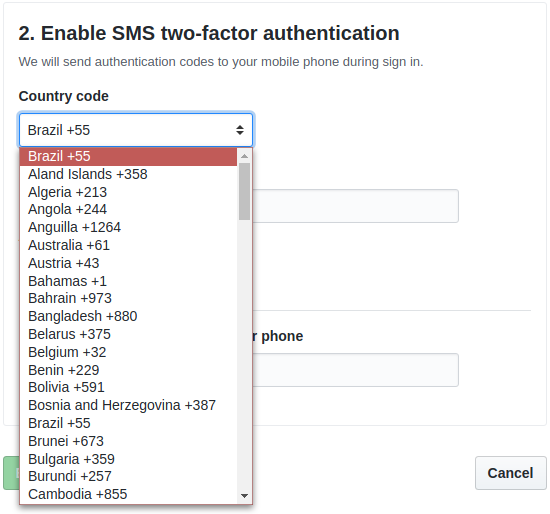 2. Enable SMS two-factor authentication
We will send authentication codes to your mobile phone during sign in.
Country code
Brazil +55
Brazil +55
Aland Islands +358
Algeria +213
Angola +244
Anguilla +1264
Australia +61
Austria +43
Bahamas +1
Bahrain +973
Bangladesh +880
Belarus +375
Belgium +32
Benin +229
Bolivia +591
Bosnia and Herzegovina +387
Brazil +55
Brunei +673
Bulgaria +359
Burundi +257
Cambodia +855
phone
Cancel